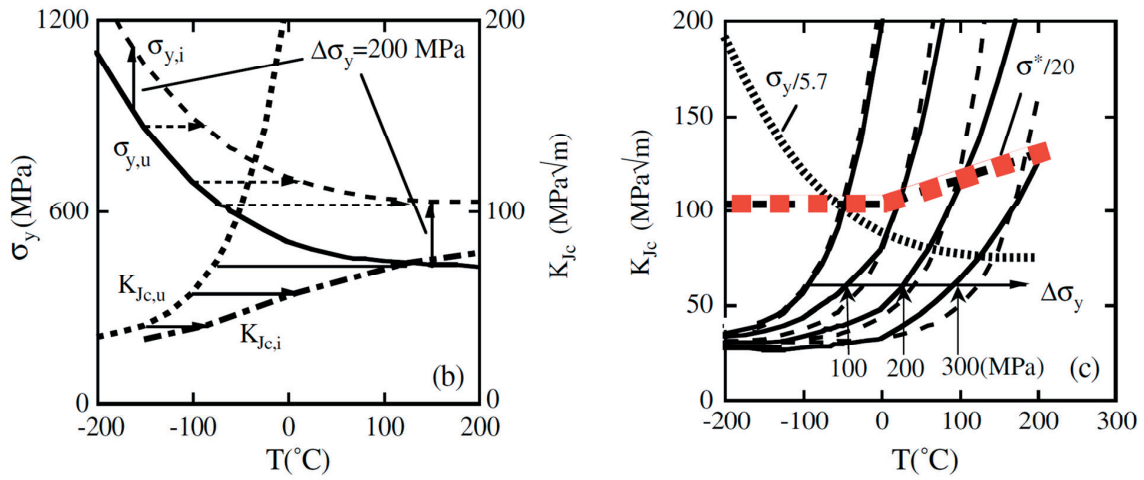 1200
600
0
σy (MPa)
-200
-100
0
100
200
T(˚C)
200
100
0
KJc (MPa√m)
σy,i
Δσy=200 MPa
σy,u
KJc,u
KJc,i
(b)
200
150
100
50
0
KJc (MPa√m)
-200
-100
0
100
200
300
T(˚C)
σy/5.7
σ*/20
Δσy
100
200
300(MPa)
(c)